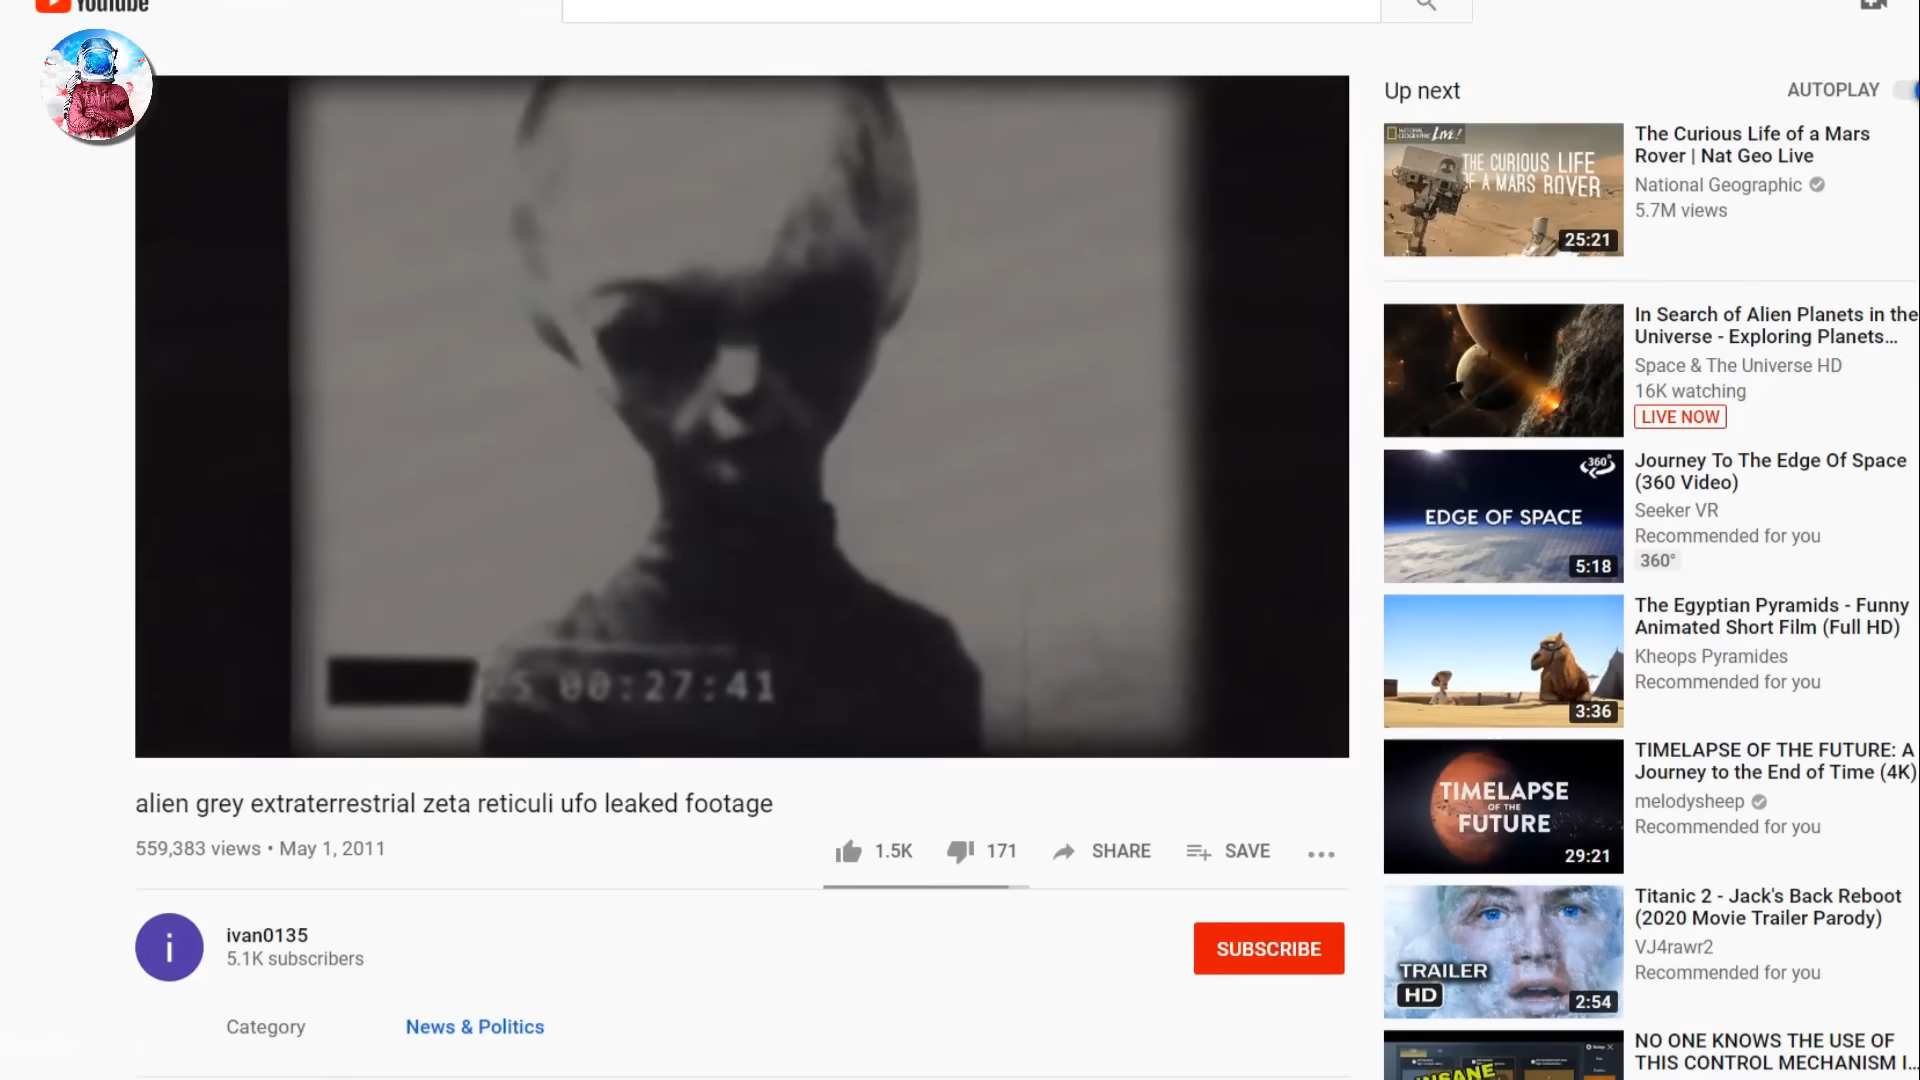 YouTube
00:27:41
alien grey extraterrestrial zeta reticuli ufo leaked footage
559,383 views • May 1, 2011
1.5K
171
SHARE
SAVE
i
ivan0135
5.1K subscribers
SUBSCRIBE
Category
News & Politics
Up next
AUTOPLAY
NATIONAL GEOGRAPHIC LIVE!
THE CURIOUS LIFE
OF A MARS ROVER
25:21
The Curious Life of a Mars
Rover | Nat Geo Live
National Geographic
5.7M views
In Search of Alien Planets in the
Universe - Exploring Planets...
Space & The Universe HD
16K watching
LIVE NOW
360°
EDGE OF SPACE
5:18
Journey To The Edge Of Space
(360 Video)
Seeker VR
Recommended for you
360°
3:36
The Egyptian Pyramids - Funny
Animated Short Film (Full HD)
Kheops Pyramides
Recommended for you
TIMELAPSE
OF THE
FUTURE
29:21
TIMELAPSE OF THE FUTURE: A
Journey to the End of Time (4K)
melodysheep
Recommended for you
TRAILER
HD
2:54
Titanic 2 - Jack's Back Reboot
(2020 Movie Trailer Parody)
VJ4rawr2
Recommended for you
INSANE
NO ONE KNOWS THE USE OF
THIS CONTROL MECHANISM I...